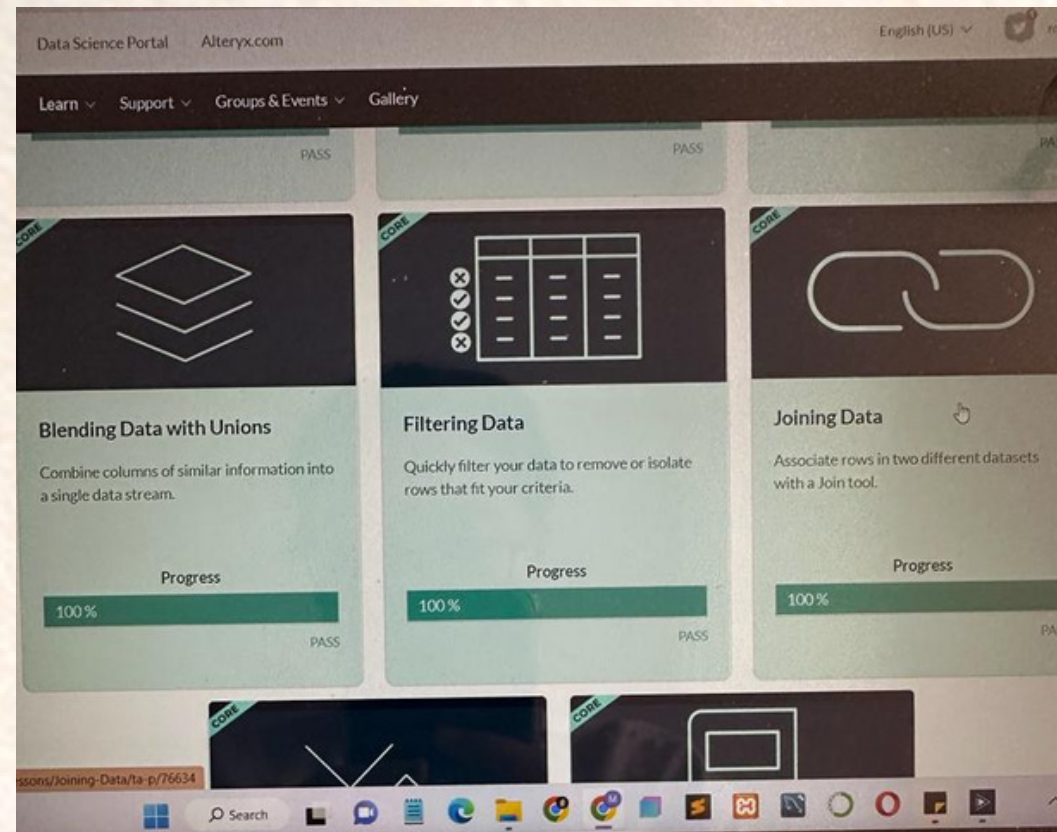 Data Science Portal Alteryx.com
English (US)
Learn Support Groups & Events Gallery
PASS PASS
CORE CORE CORE
Blending Data with Unions
Combine columns of similar information into
a single data stream.
Progress
100%
PASS
Filtering Data
Quickly filter your data to remove or isolate
rows that fit your criteria.
Progress
100%
PASS
Joining Data
Associate rows in two different datasets
with a Join tool.
Progress
100%
PA
CORE CORE
ssons/Joining-Data/ta-p/76634
Search